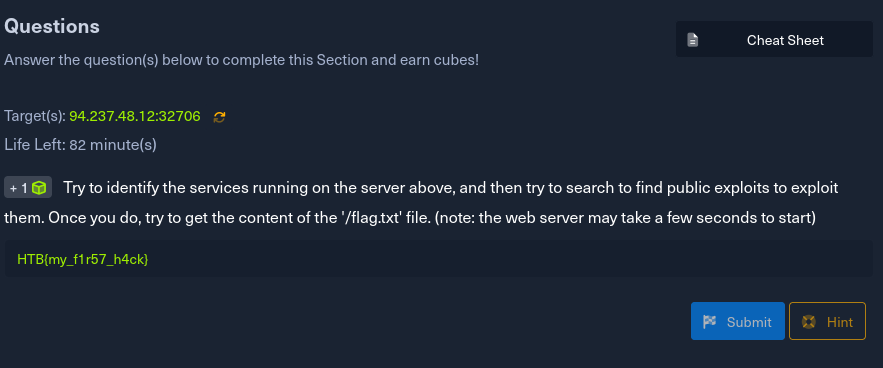 Questions
Cheat Sheet
Answer the question(s) below to complete this Section and earn cubes!
Target(s): 94.237.48.12:32706
Life Left: 82 minute(s)
+ 1 Try to identify the services running on the server above, and then try to search to find public exploits to exploit
them. Once you do, try to get the content of the '/flag.txt' file. (note: the web server may take a few seconds to start)
HTB{my_f1r57_h4ck}
Submit
Hint